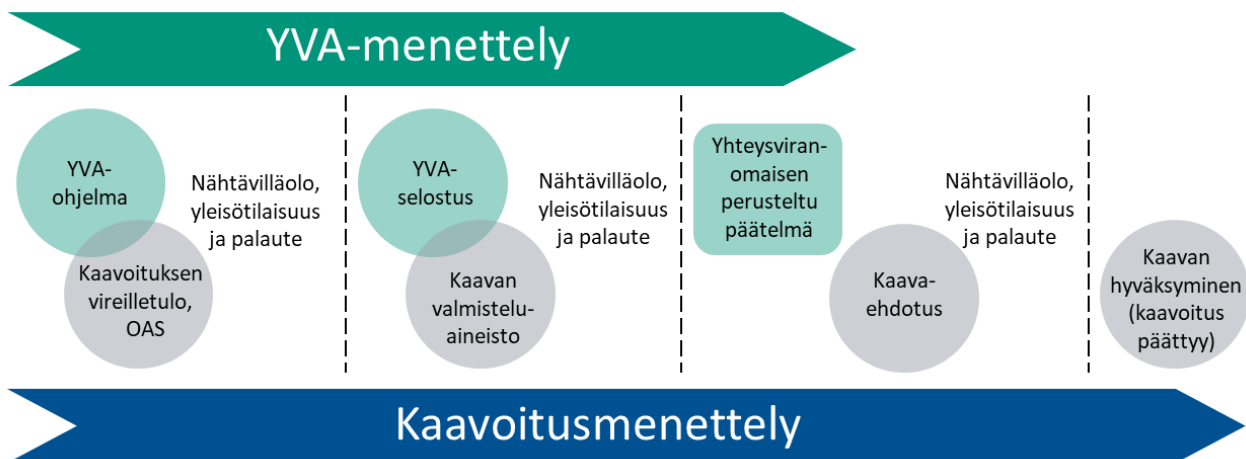 YVA-menettely
YVA-
ohjelma
Kaavoituksen
vireilletulo,
OAS
Nähtävilläolo,
yleisötilaisuus
ja palaute
YVA-
selostus
Kaavan
valmistelu-
aineisto
Nähtävilläolo,
yleisötilaisuus
ja palaute
Yhteysviran-
omaisen
perusteltu
päätelmä
Kaava-
ehdotus
Nähtävilläolo,
yleisötilaisuus
ja palaute
Kaavan
hyväksyminen
(kaavoitus
päättyy)
Kaavoitusmenettely